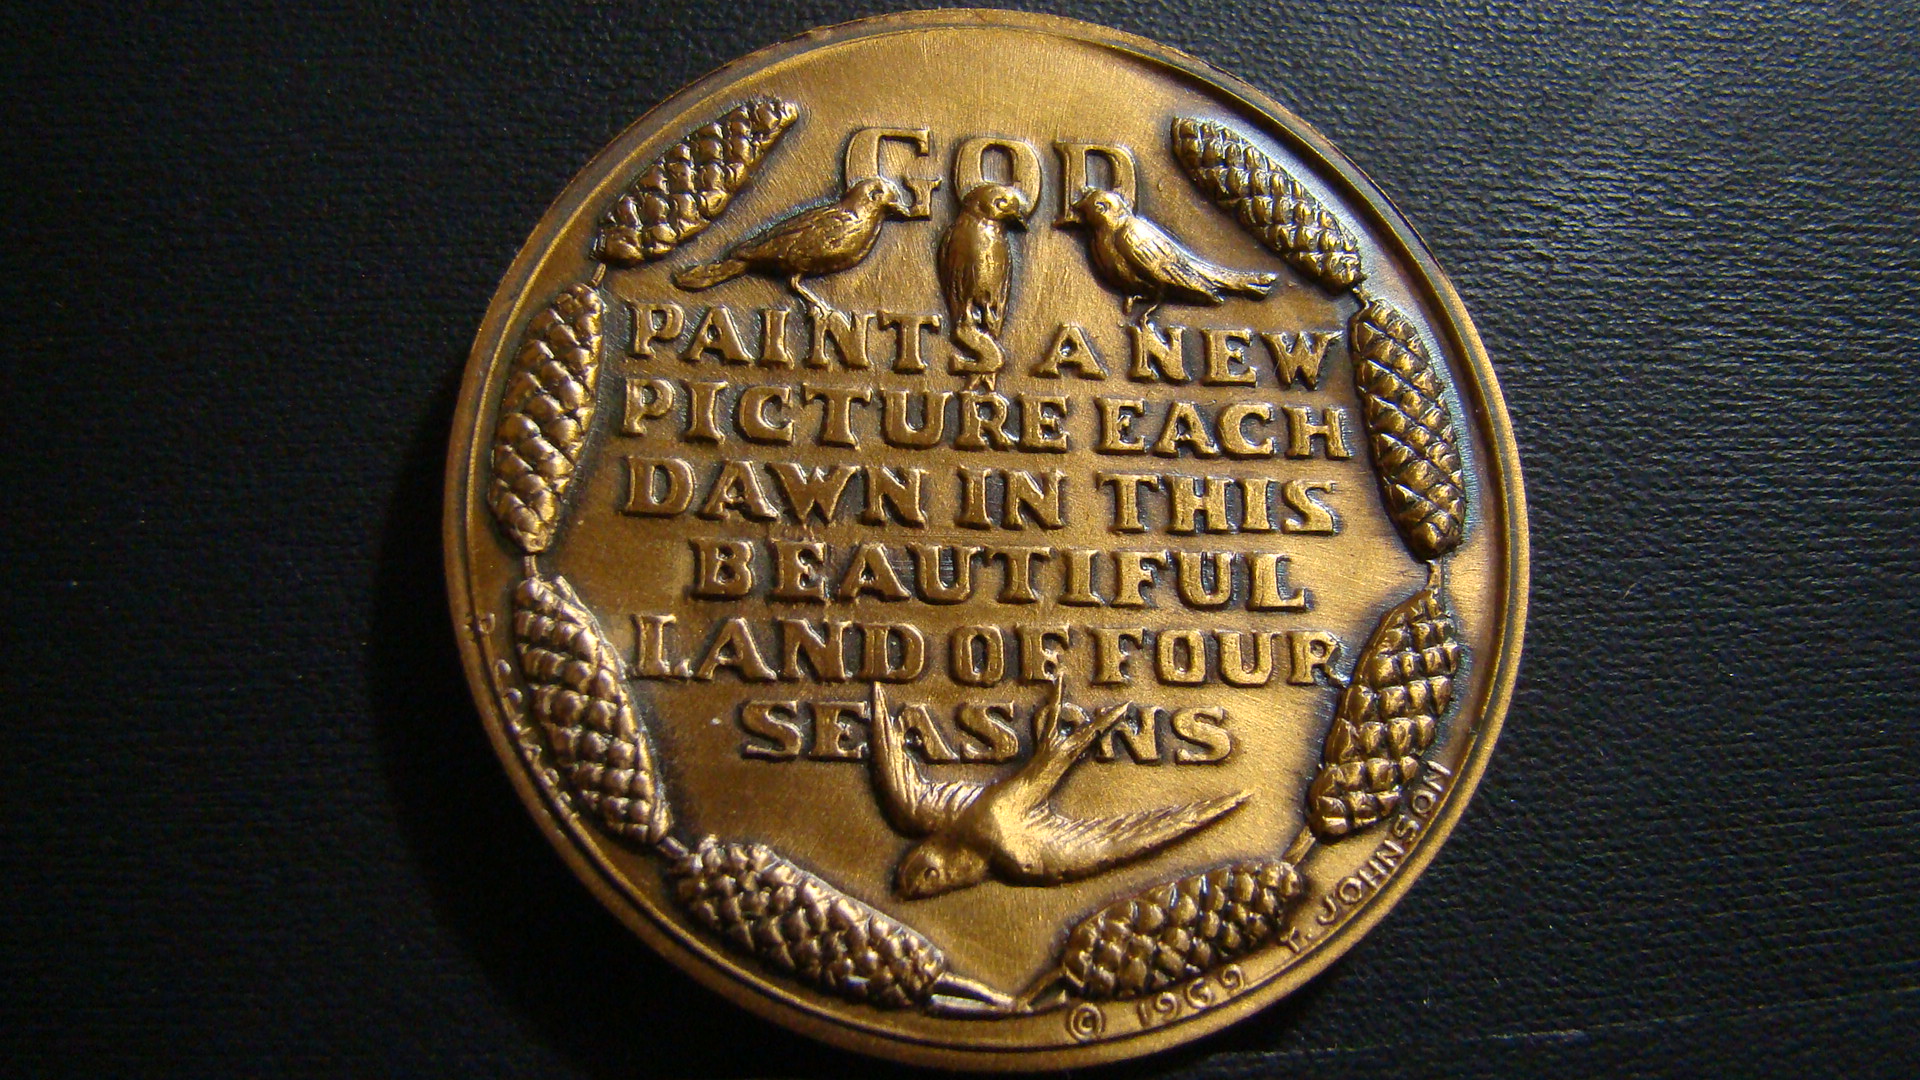 GOD
PAINTS A NEW
PICTURE EACH
DAWN IN THIS
BEAUTIFUL
LAND OF FOUR
SEASONS
© 1969 F. JOHNSON